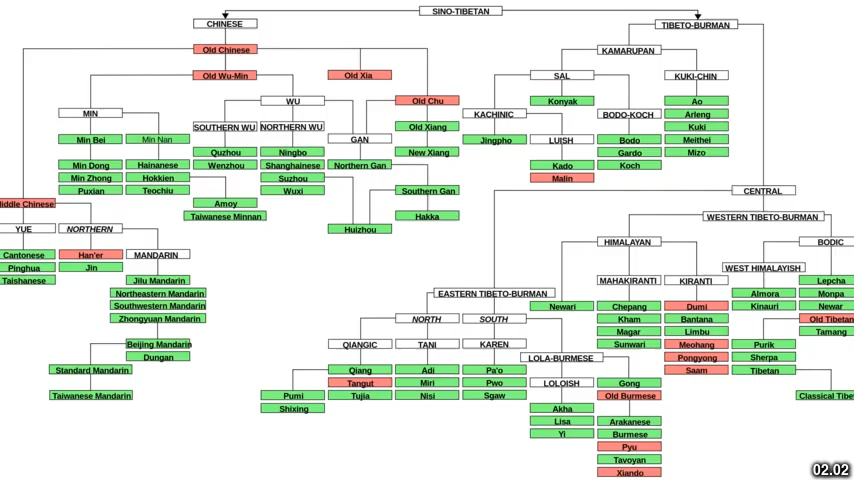 SINO-TIBETAN
CHINESE
TIBETO-BURMAN
Old Chinese
KAMARUPAN
Old Wu-Min
Old Xia
SAL
KUKI-CHIN
WU
Old Chu
Konyak
Ao
MIN
KACHINIC
BODO-KOCH
Arleng
SOUTHERN WU
NORTHERN WU
Old Xiang
Kuki
Min Bei
Min Nan
GAN
Jingpho
LUISH
Bodo
Meithei
Quzhou
Ningbo
New Xiang
Gardo
Mizo
Min Dong
Hainanese
Wenzhou
Shanghainese
Northern Gan
Kado
Koch
Min Zhong
Hokkien
Suzhou
Malin
Puxian
Teochiu
Wuxi
Southern Gan
CENTRAL
Middle Chinese
Amoy
Taiwanese Minnan
Hakka
WESTERN TIBETO-BURMAN
YUE
NORTHERN
Huizhou
HIMALAYAN
BODIC
Cantonese
Han'er
MANDARIN
Pinghua
Jin
WEST HIMALAYISH
Taishanese
Jilu Mandarin
MAHAKIRANTI
KIRANTI
Lepcha
Northeastern Mandarin
EASTERN TIBETO-BURMAN
Almora
Monpa
Southwestern Mandarin
Newari
Chepang
Dumi
Kinauri
Newar
Zhongyuan Mandarin
NORTH
SOUTH
Kham
Bantana
Old Tibetan
Magar
Limbu
Tamang
Beijing Mandarin
QIANGIC
TANI
KAREN
Sunwari
Meohang
Purik
Dungan
LOLA-BURMESE
Pongyong
Sherpa
Standard Mandarin
Qiang
Adi
Pa'o
Saam
Tibetan
Tangut
Miri
Pwo
LOLOISH
Gong
Taiwanese Mandarin
Pumi
Tujia
Nisi
Sgaw
Old Burmese
Classical Tibe
Shixing
Akha
Lisa
Arakanese
Yi
Burmese
Pyu
Tavoyan
Xiando
02.02